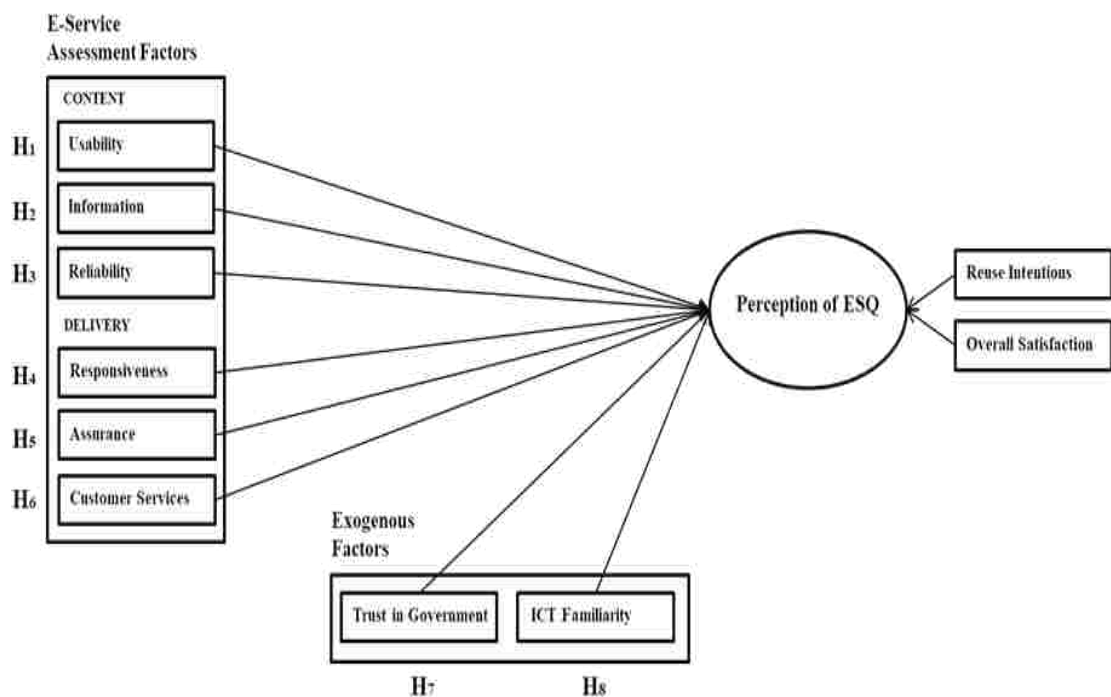 E-Service
Assessment Factors
CONTENT
H1
Usability
H2
Information
H3
Reliability
DELIVERY
H4
Responsiveness
H5
Assurance
H6
Customer Services
Perception of ESQ
Reuse Intentions
Overall Satisfaction
Exogenous
Factors
Trust in Government
ICT Familiarity
H7
H8